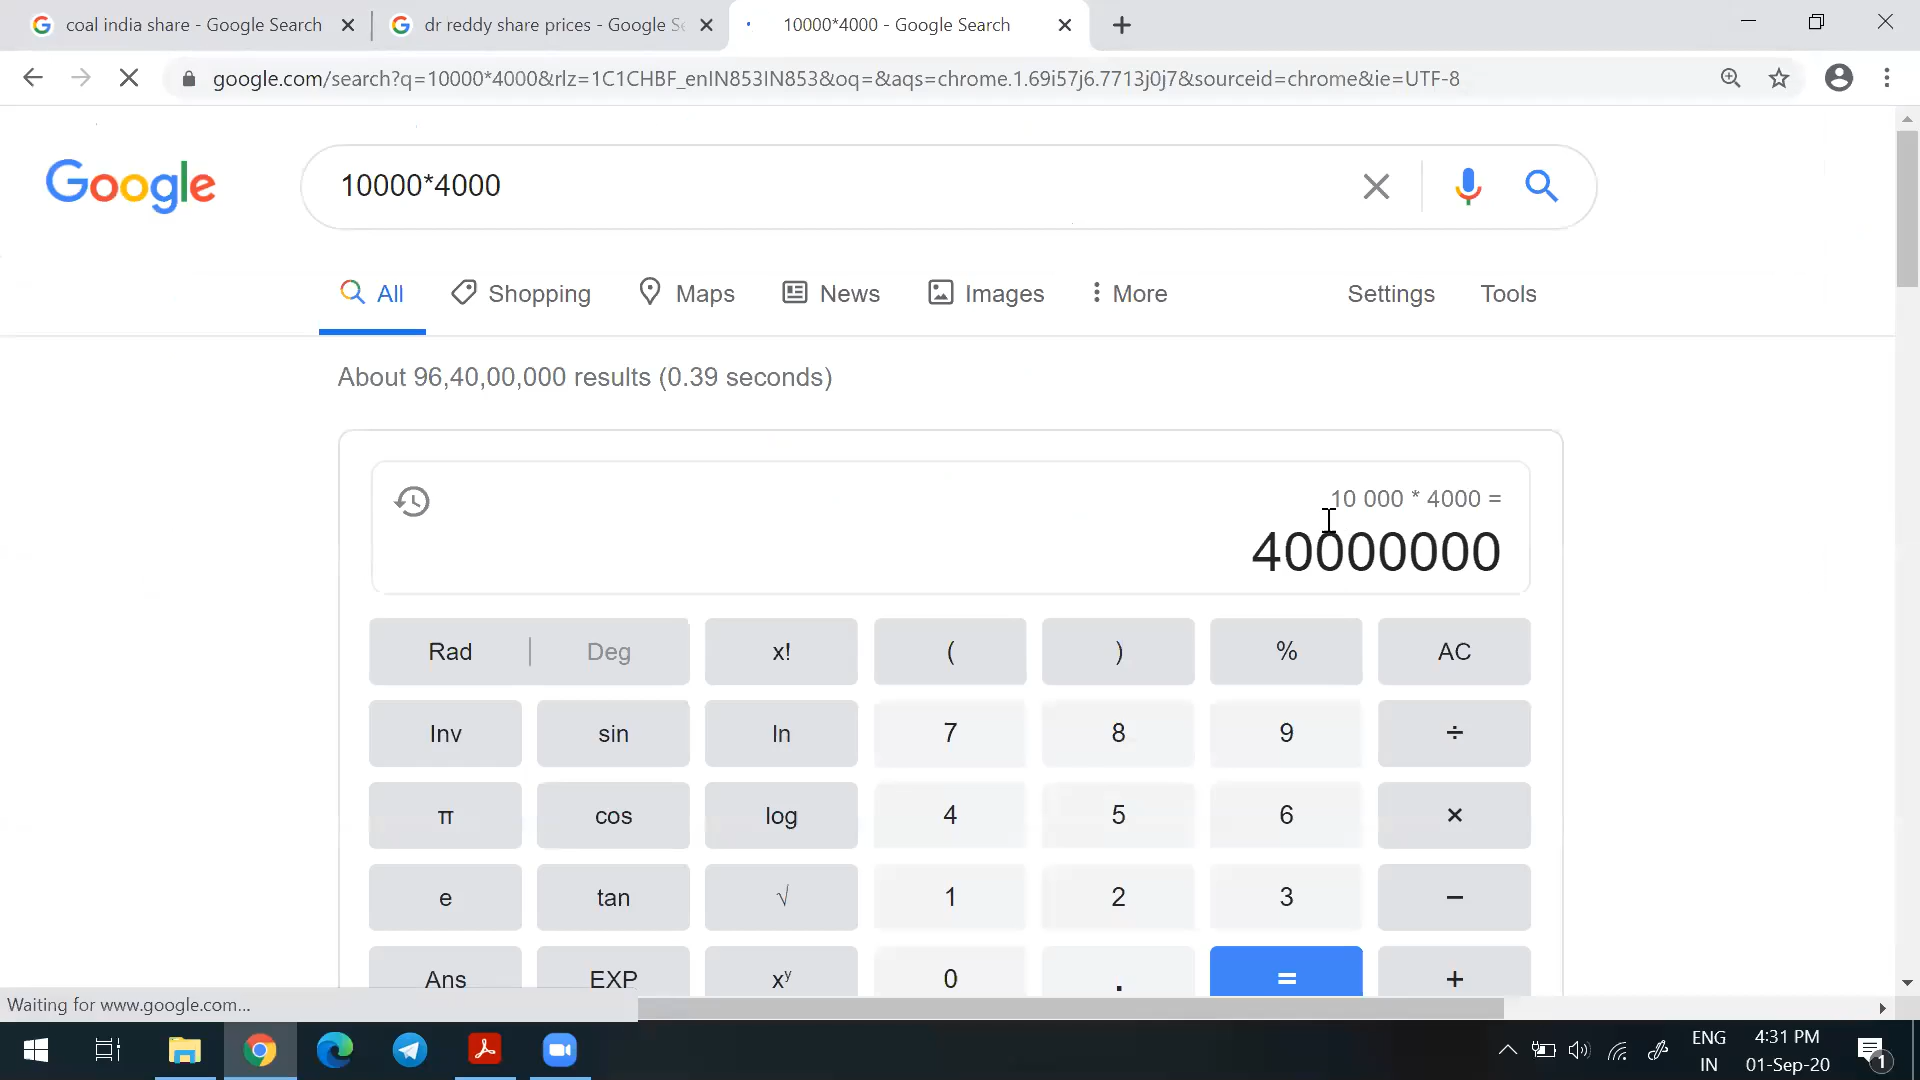 coal india share - Google Search
dr reddy share prices - Google Se
10000*4000 - Google Search
google.com/search?q=10000*4000&rlz=1C1CHBF_enIN853IN853&oq=&aqs=chrome.1.69i57j6.7713j0j7&sourceid=chrome&ie=UTF-8
Google
10000*4000
All
Shopping
Maps
News
Images
More
Settings
Tools
About 96,40,00,000 results (0.39 seconds)
10 000 * 4000 =
40000000
Rad | Deg x! ( ) % AC
Inv sin ln 7 8 9 ÷
π cos log 4 5 6 ×
e tan √ 1 2 3 −
Ans EXP xʸ 0 . = +
Waiting for www.google.com...
ENG 4:31 PM
IN 01-Sep-20
1